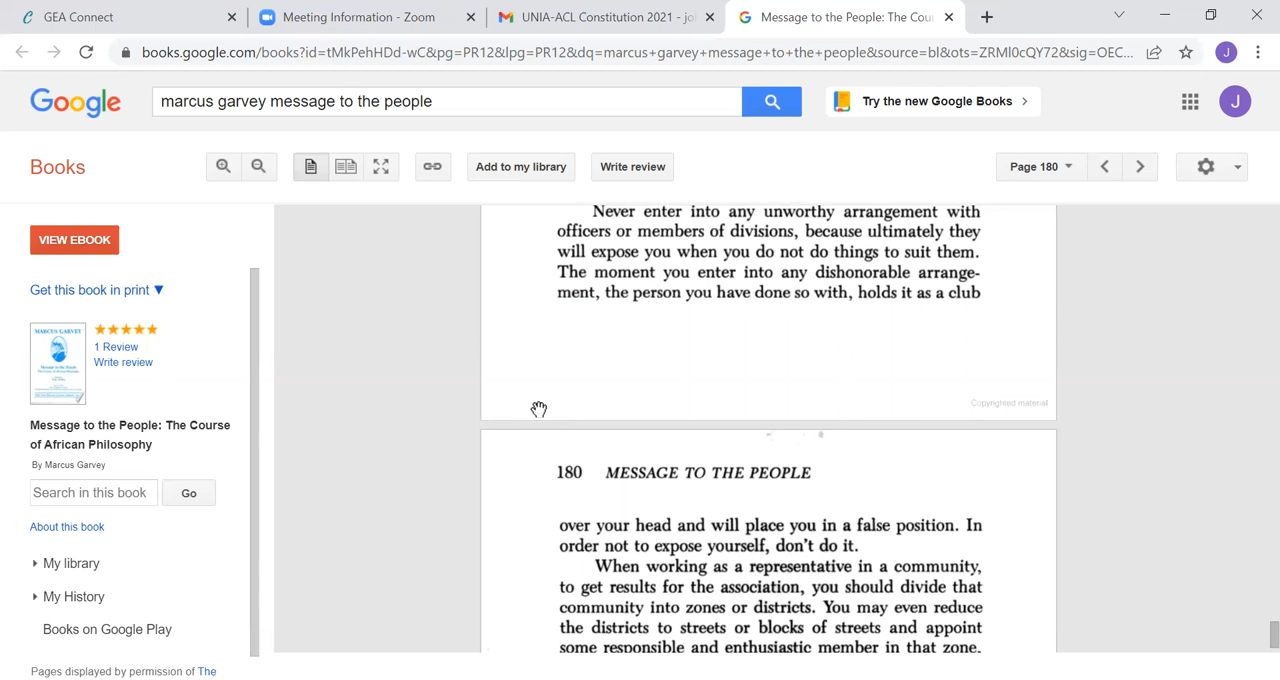 GEA Connect
Meeting Information - Zoom
UNIA-ACL Constitution 2021 - jo
Message to the People: The Cour
books.google.com/books?id=tMkPehHDd-wC&pg=PR12&lpg=PR12&dq=marcus+garvey+message+to+the+people&source=bl&ots=ZRMl0cQY72&sig=OEC...
J
Google
marcus garvey message to the people
Try the new Google Books
J
Books
Add to my library
Write review
Page 180
VIEW EBOOK
Get this book in print ▼
MARCUS GARVEY
1 Review
Write review
Message to the People: The Course
of African Philosophy
By Marcus Garvey
Search in this book
Go
About this book
My library
My History
Books on Google Play
Pages displayed by permission of The
Never enter into any unworthy arrangement with
officers or members of divisions, because ultimately they
will expose you when you do not do things to suit them.
The moment you enter into any dishonorable arrange-
ment, the person you have done so with, holds it as a club
Copyrighted material
180 MESSAGE TO THE PEOPLE
over your head and will place you in a false position. In
order not to expose yourself, don't do it.
When working as a representative in a community,
to get results for the association, you should divide that
community into zones or districts. You may even reduce
the districts to streets or blocks of streets and appoint
some responsible and enthusiastic member in that zone,